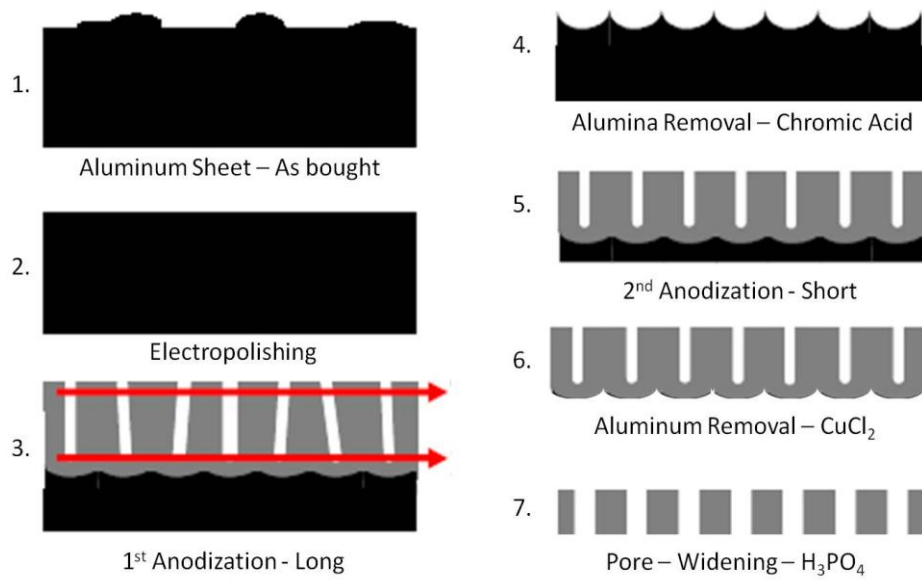 1.
Aluminum Sheet – As bought
2.
Electropolishing
3.
1st Anodization - Long
4.
Alumina Removal – Chromic Acid
5.
2nd Anodization - Short
6.
Aluminum Removal – CuCl2
7.
Pore – Widening – H3PO4